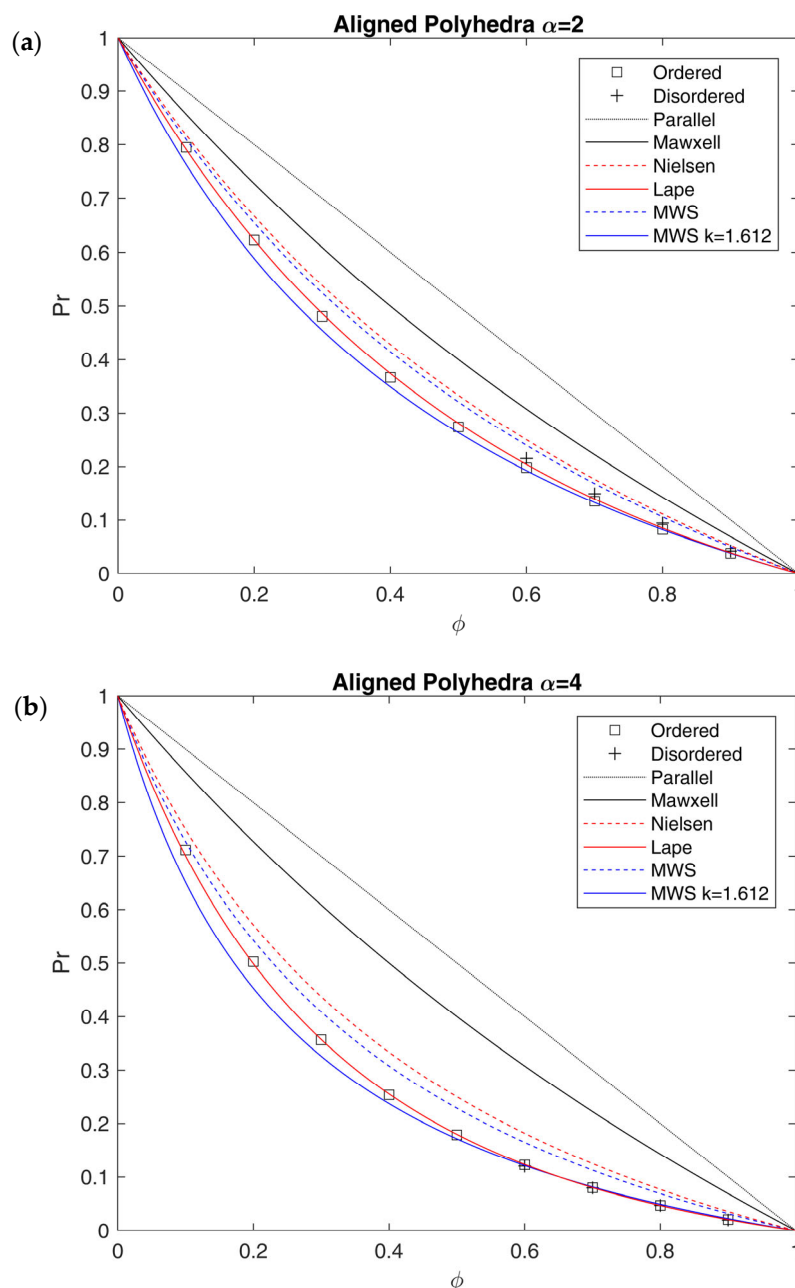 (a)
Aligned Polyhedra α=2
1
0.9
0.8
0.7
0.6
0.5
0.4
0.3
0.2
0.1
0
Pr
Ordered
Disordered
Parallel
Mawxell
Nielsen
Lape
MWS
MWS k=1.612
0 0.2 0.4 0.6 0.8 1
ϕ
(b)
Aligned Polyhedra α=4
1
0.9
0.8
0.7
0.6
0.5
0.4
0.3
0.2
0.1
0
Pr
Ordered
Disordered
Parallel
Mawxell
Nielsen
Lape
MWS
MWS k=1.612
0 0.2 0.4 0.6 0.8 1
ϕ